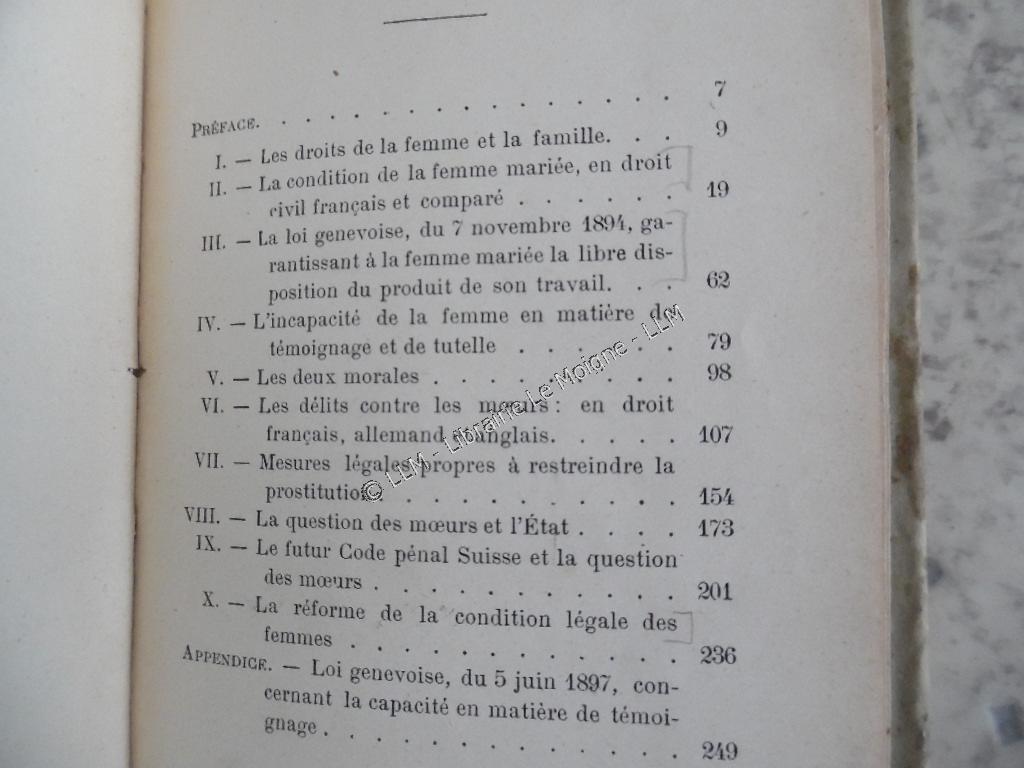 PRÉFACE. . . . . . . . . . . . . . 7
I. — Les droits de la femme et la famille. . . 9
II. — La condition de la femme mariée, en droit
civil français et comparé . . . . . . 19
III. — La loi genevoise, du 7 novembre 1894, ga-
rantissant à la femme mariée la libre dis-
position du produit de son travail. . . 62
IV. — L'incapacité de la femme en matière de
témoignage et de tutelle . . . . . . 79
V. — Les deux morales . . . . . . . . . 98
VI. — Les délits contre les mœurs : en droit
français, allemand et anglais. . . . . 107
VII. — Mesures légales propres à restreindre la
prostitution. . . . . . . . . . . 154
VIII. — La question des mœurs et l'État . . . . 173
IX. — Le futur Code pénal Suisse et la question
des mœurs . . . . . . . . . . . 201
X. — La réforme de la condition légale des
femmes . . . . . . . . . . . . 236
APPENDICE. — Loi genevoise, du 5 juin 1897, con-
cernant la capacité en matière de témoi-
gnage . . . . . . . . . . . . . 249
© LLM - Librairie Le Moigne - LLM